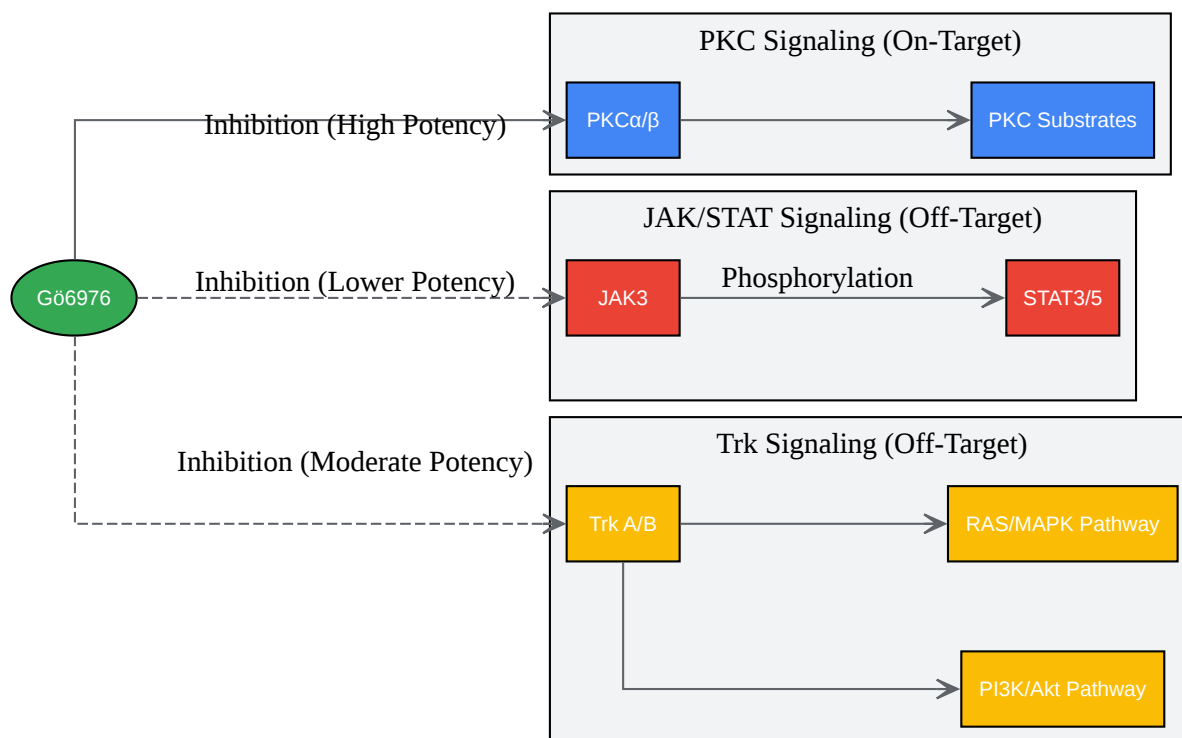 PKC Signaling (On-Target)
Inhibition (High Potency)
PKCα/β
PKC Substrates
JAK/STAT Signaling (Off-Target)
Gö6976
Inhibition (Lower Potency)
JAK3
Phosphorylation
STAT3/5
Trk Signaling (Off-Target)
Inhibition (Moderate Potency)
Trk A/B
RAS/MAPK Pathway
PI3K/Akt Pathway